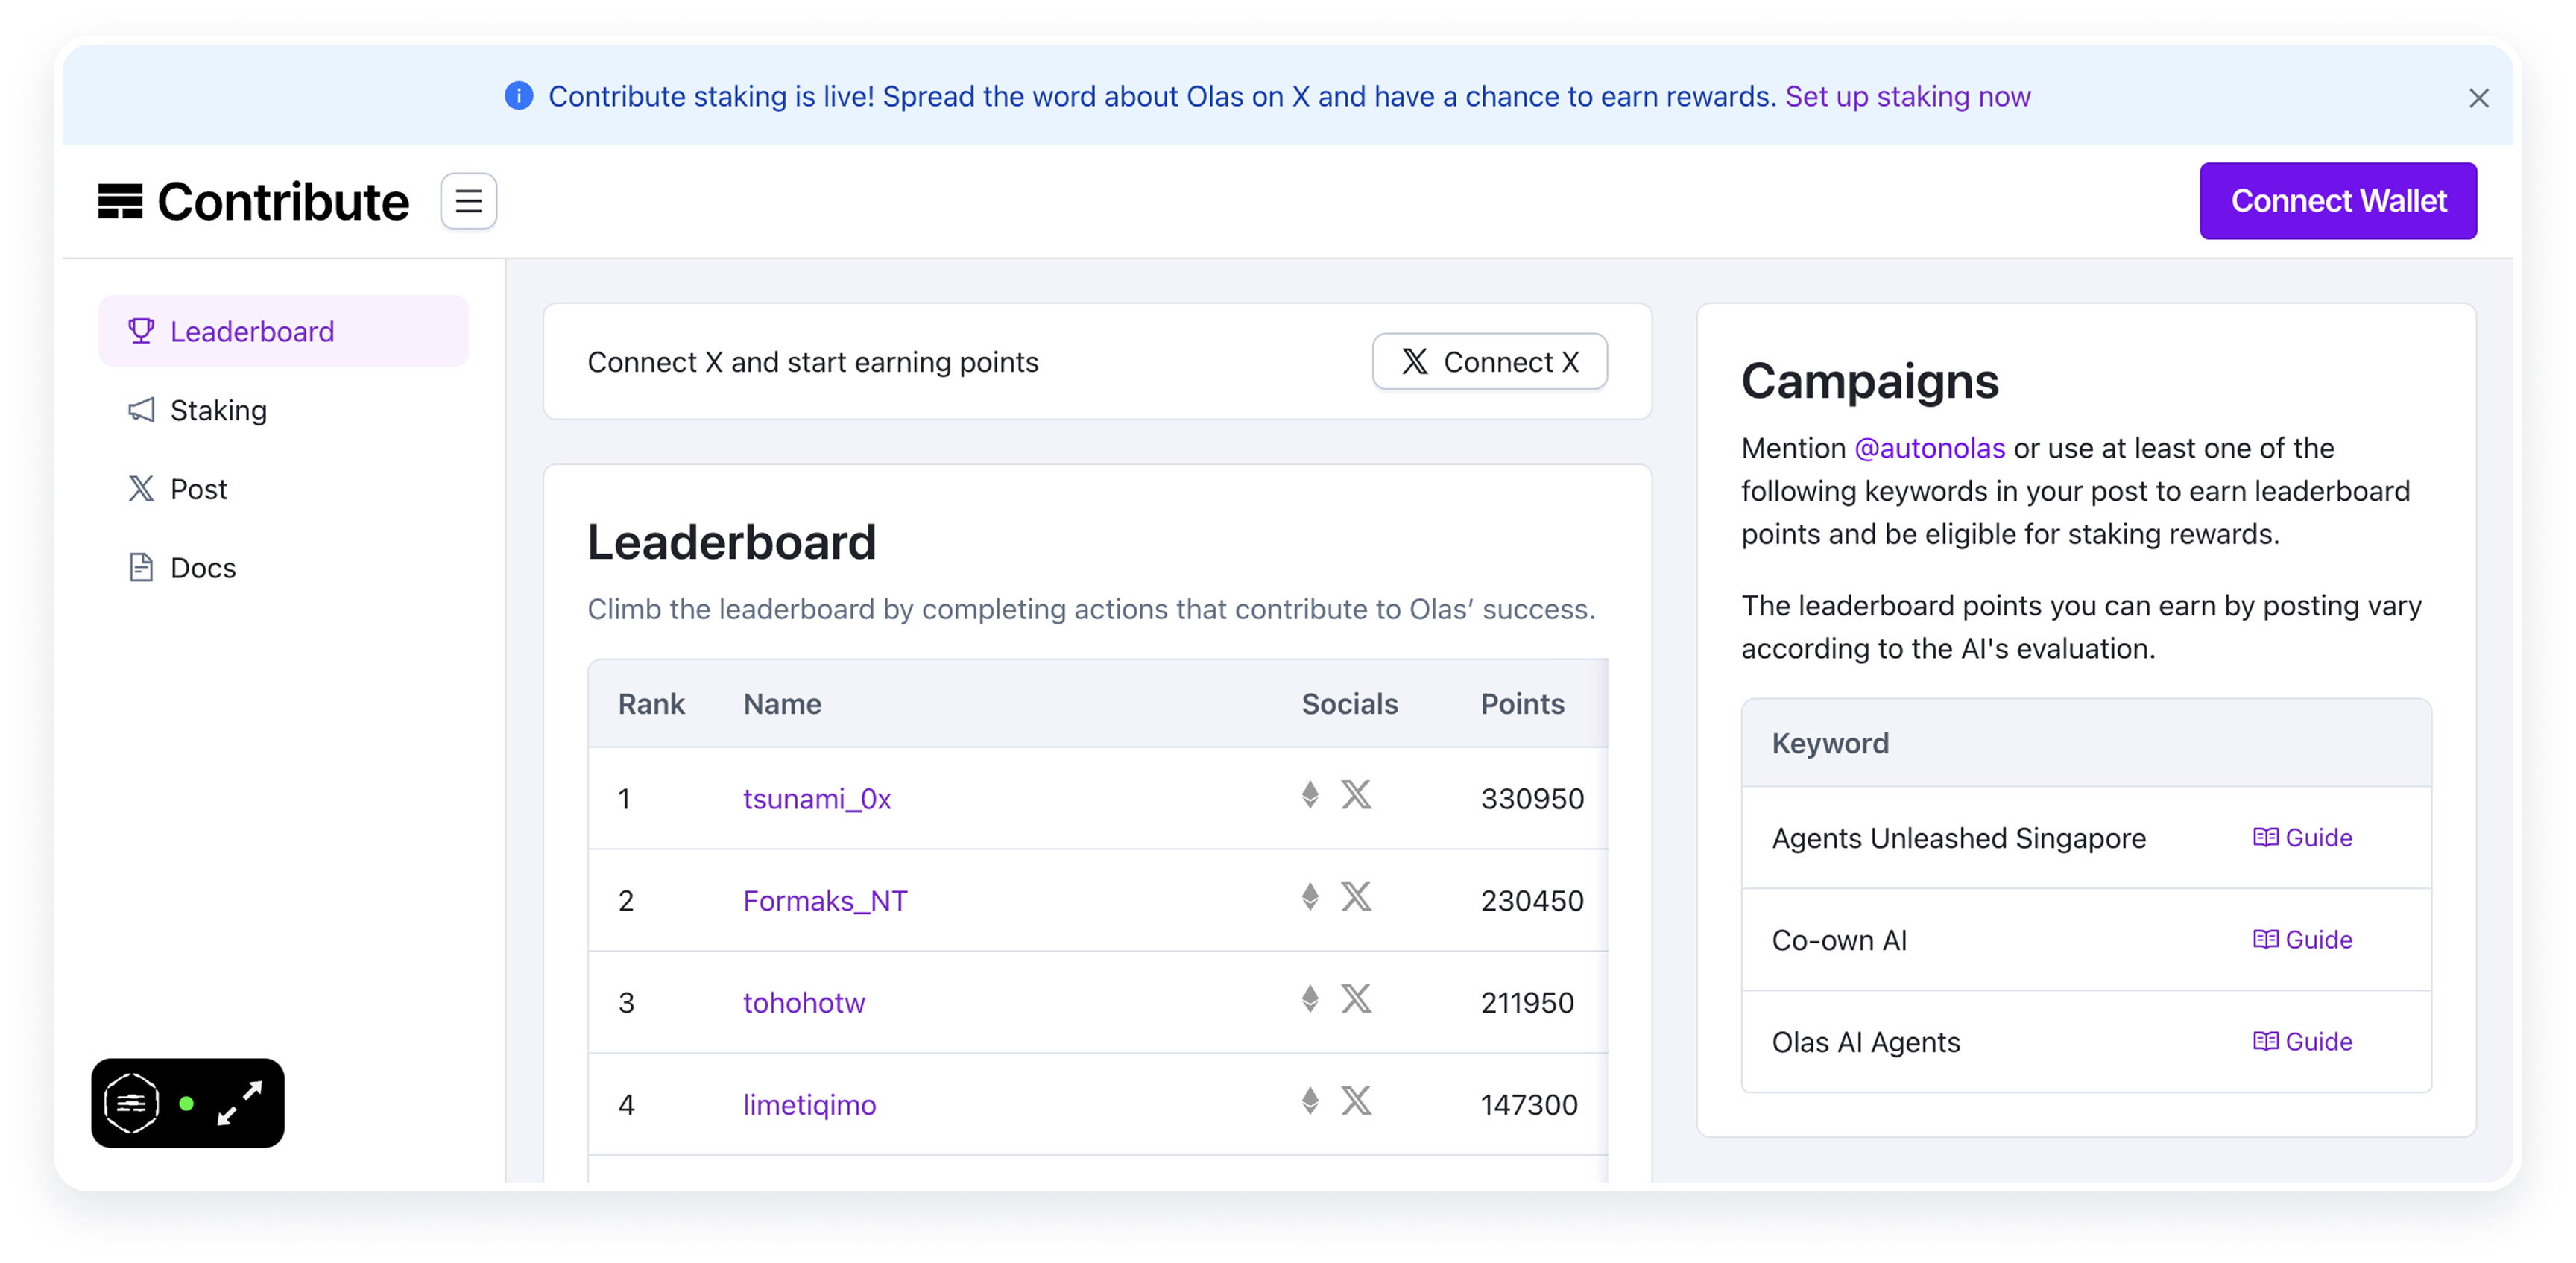 Contribute staking is live! Spread the word about Olas on X and have a chance to earn rewards. Set up staking now
Contribute
Connect Wallet
Leaderboard
Staking
Post
Docs
Connect X and start earning points
Connect X
Leaderboard
Climb the leaderboard by completing actions that contribute to Olas’ success.
Rank Name Socials Points
1 tsunami_0x 330950
2 Formaks_NT 230450
3 tohohotw 211950
4 limetiqimo 147300
Campaigns
Mention @autonolas or use at least one of the
following keywords in your post to earn leaderboard
points and be eligible for staking rewards.
The leaderboard points you can earn by posting vary
according to the AI's evaluation.
Keyword
Agents Unleashed Singapore Guide
Co-own AI Guide
Olas AI Agents Guide